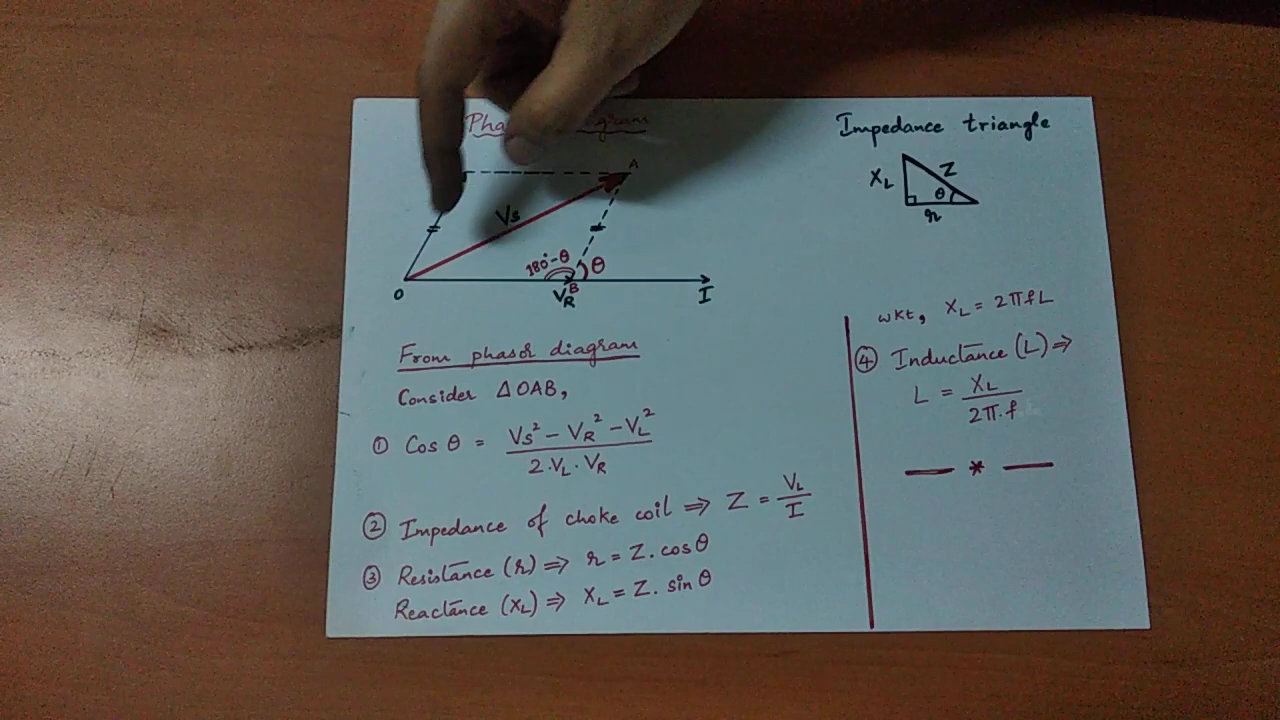 A
Vs
180°-θ
θ
O
VR
B
I
From phasor diagram
Consider ΔOAB,
① Cos θ = Vs² - VR² - VL² / 2.VL.VR
② Impedance of choke coil ⇒ Z = VL / I
③ Resistance (r) ⇒ r = Z. cosθ
Reactance (XL) ⇒ XL = Z. sin θ
Impedance triangle
XL
Z
θ
r
wkt, XL = 2πfL
④ Inductance (L) ⇒
L = XL / 2π.f
*